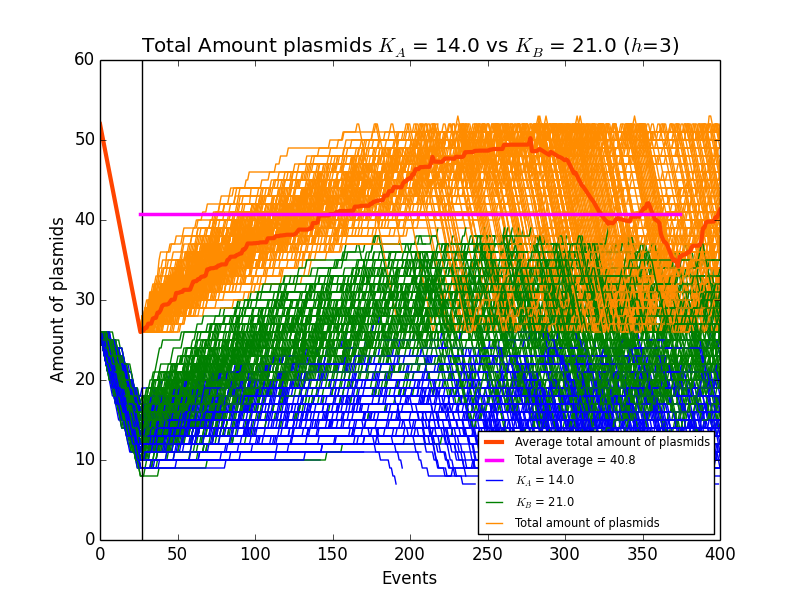 Total Amount plasmids K_A = 14.0 vs K_B = 21.0 (h=3)
60
50
40
30
20
10
0
Amount of plasmids
Average total amount of plasmids
Total average = 40.8
K_A = 14.0
K_B = 21.0
Total amount of plasmids
0 50 100 150 200 250 300 350 400
Events